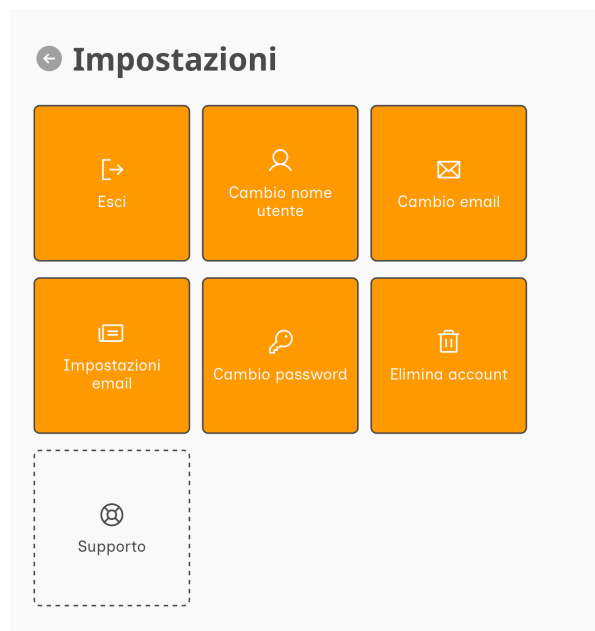 Impostazioni
Esci
Cambio nome
utente
Cambio email
Impostazioni
email
Cambio password
Elimina account
Supporto